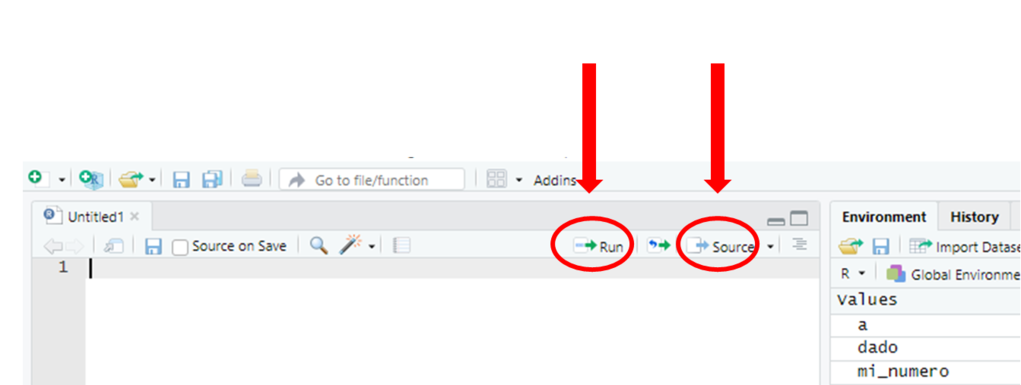 Go to file/function Addins
Untitled1 Environment History
Source on Save Run Source Import Datase
1 R Global Environme
Values
a
dado
mi_numero